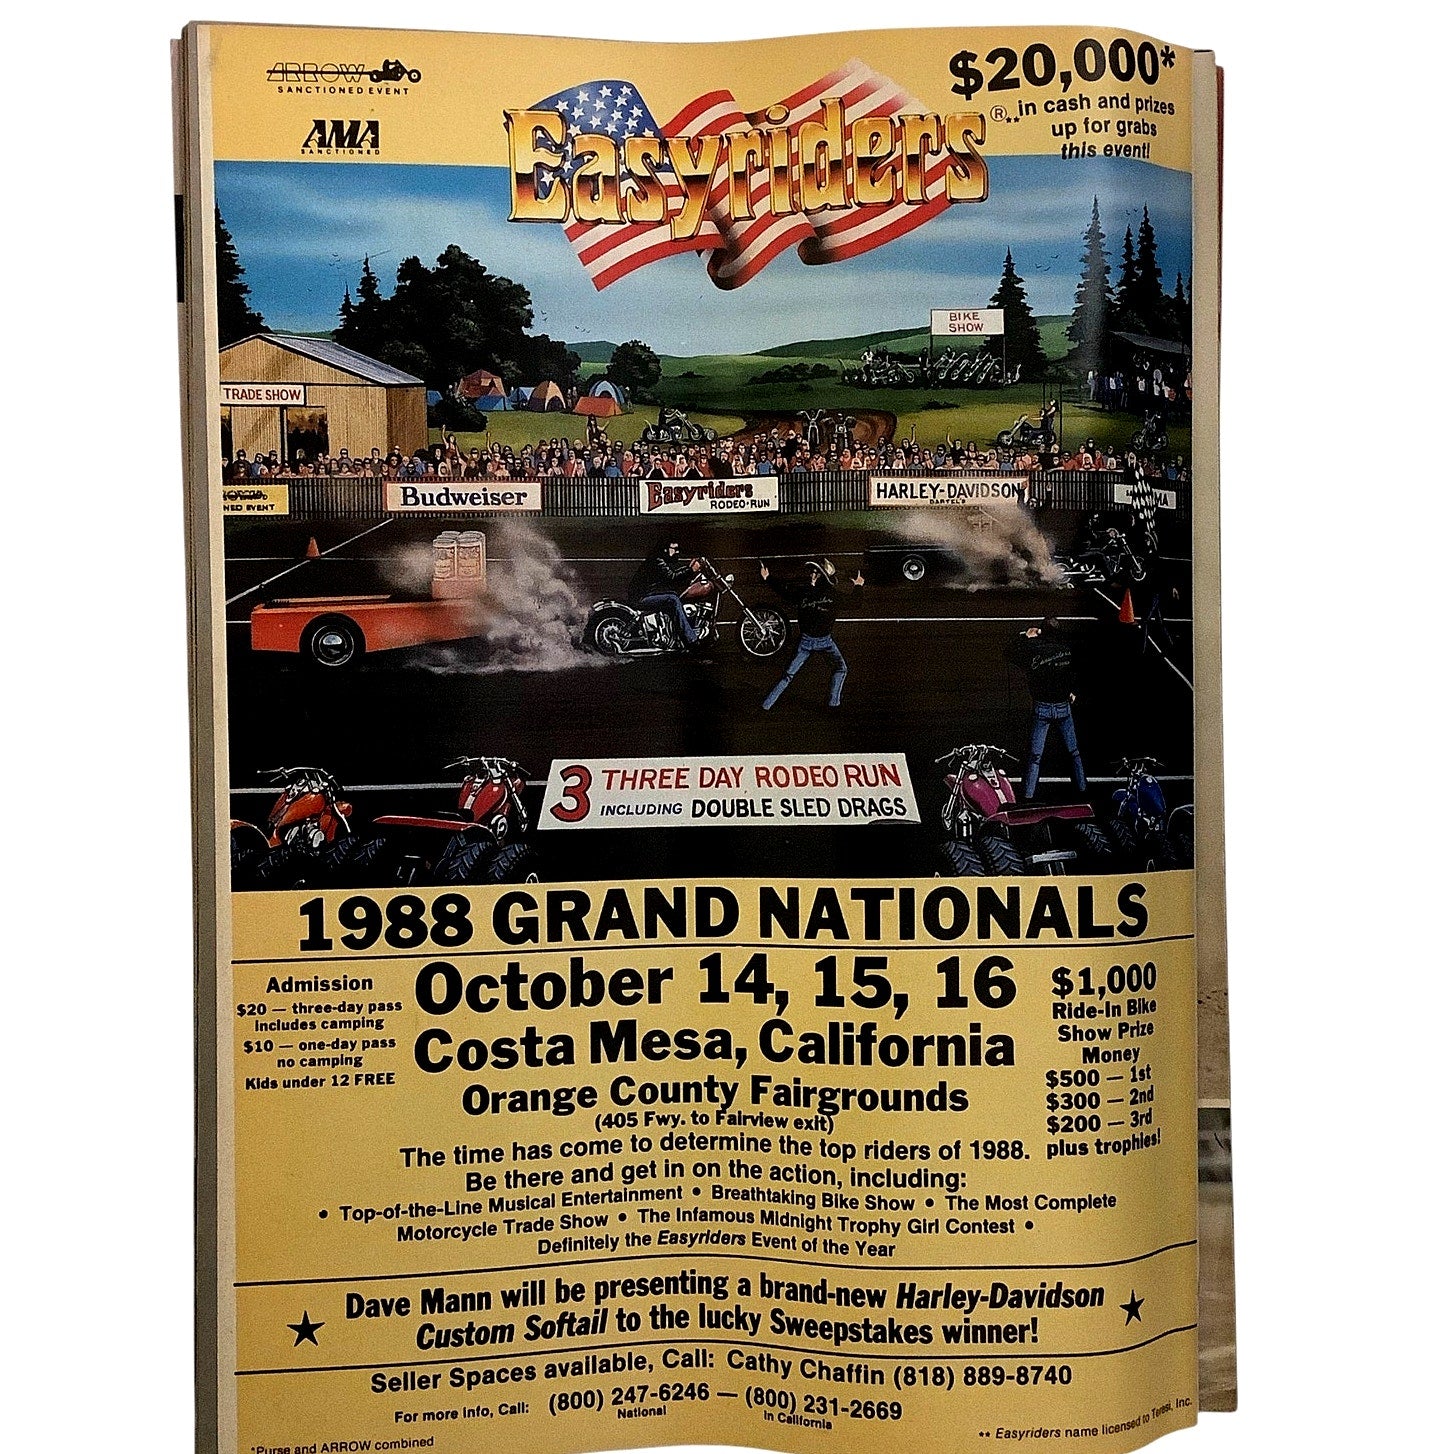 ARROW
SANCTIONED EVENT
AMA
SANCTIONED
Easyriders®
$20,000*
**in cash and prizes
up for grabs
this event!
BIKE
SHOW
TRADE SHOW
NED EVENT
Budweiser
Easyriders
RODEO-RUN
HARLEY-DAVIDSON
BARTEL'S
MA
Easyriders
3 THREE DAY RODEO RUN
INCLUDING DOUBLE SLED DRAGS
1988 GRAND NATIONALS
October 14, 15, 16
Costa Mesa, California
Orange County Fairgrounds
(405 Fwy. to Fairview exit)
Admission
$20 — three-day pass
includes camping
$10 — one-day pass
no camping
Kids under 12 FREE
$1,000
Ride-In Bike
Show Prize
Money
$500 — 1st
$300 — 2nd
$200 — 3rd
plus trophies!
The time has come to determine the top riders of 1988.
Be there and get in on the action, including:
• Top-of-the-Line Musical Entertainment • Breathtaking Bike Show • The Most Complete
Motorcycle Trade Show • The Infamous Midnight Trophy Girl Contest •
Definitely the Easyriders Event of the Year
★ Dave Mann will be presenting a brand-new Harley-Davidson ★
Custom Softail to the lucky Sweepstakes winner!
Seller Spaces available, Call: Cathy Chaffin (818) 889-8740
For more info, Call: (800) 247-6246 — (800) 231-2669
National In California
*Purse and ARROW combined
** Easyriders name licensed to Teresi, Inc.